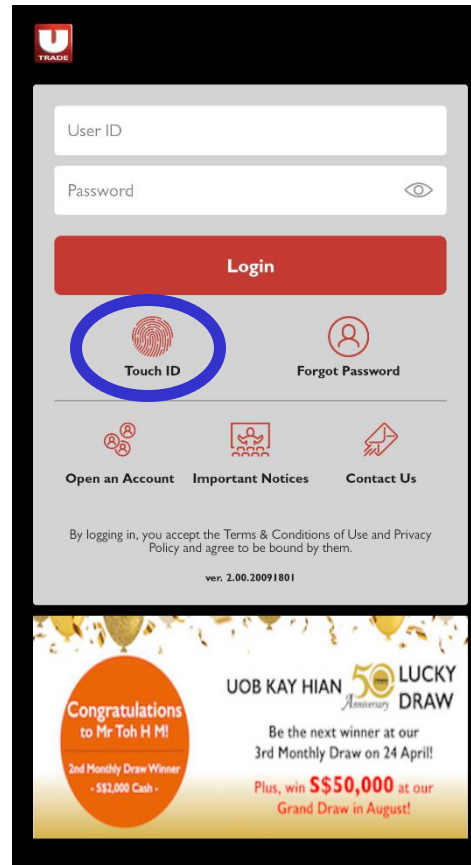 U
TRADE
User ID
Password
Login
Touch ID
Forgot Password
Open an Account
Important Notices
Contact Us
By logging in, you accept the Terms & Conditions of Use and Privacy
Policy and agree to be bound by them.
ver. 2.00.20091801
Congratulations
to Mr Toh H M!
2nd Monthly Draw Winner
- S$2,000 Cash -
UOB KAY HIAN 50 Anniversary LUCKY
DRAW
Be the next winner at our
3rd Monthly Draw on 24 April!
Plus, win S$50,000 at our
Grand Draw in August!